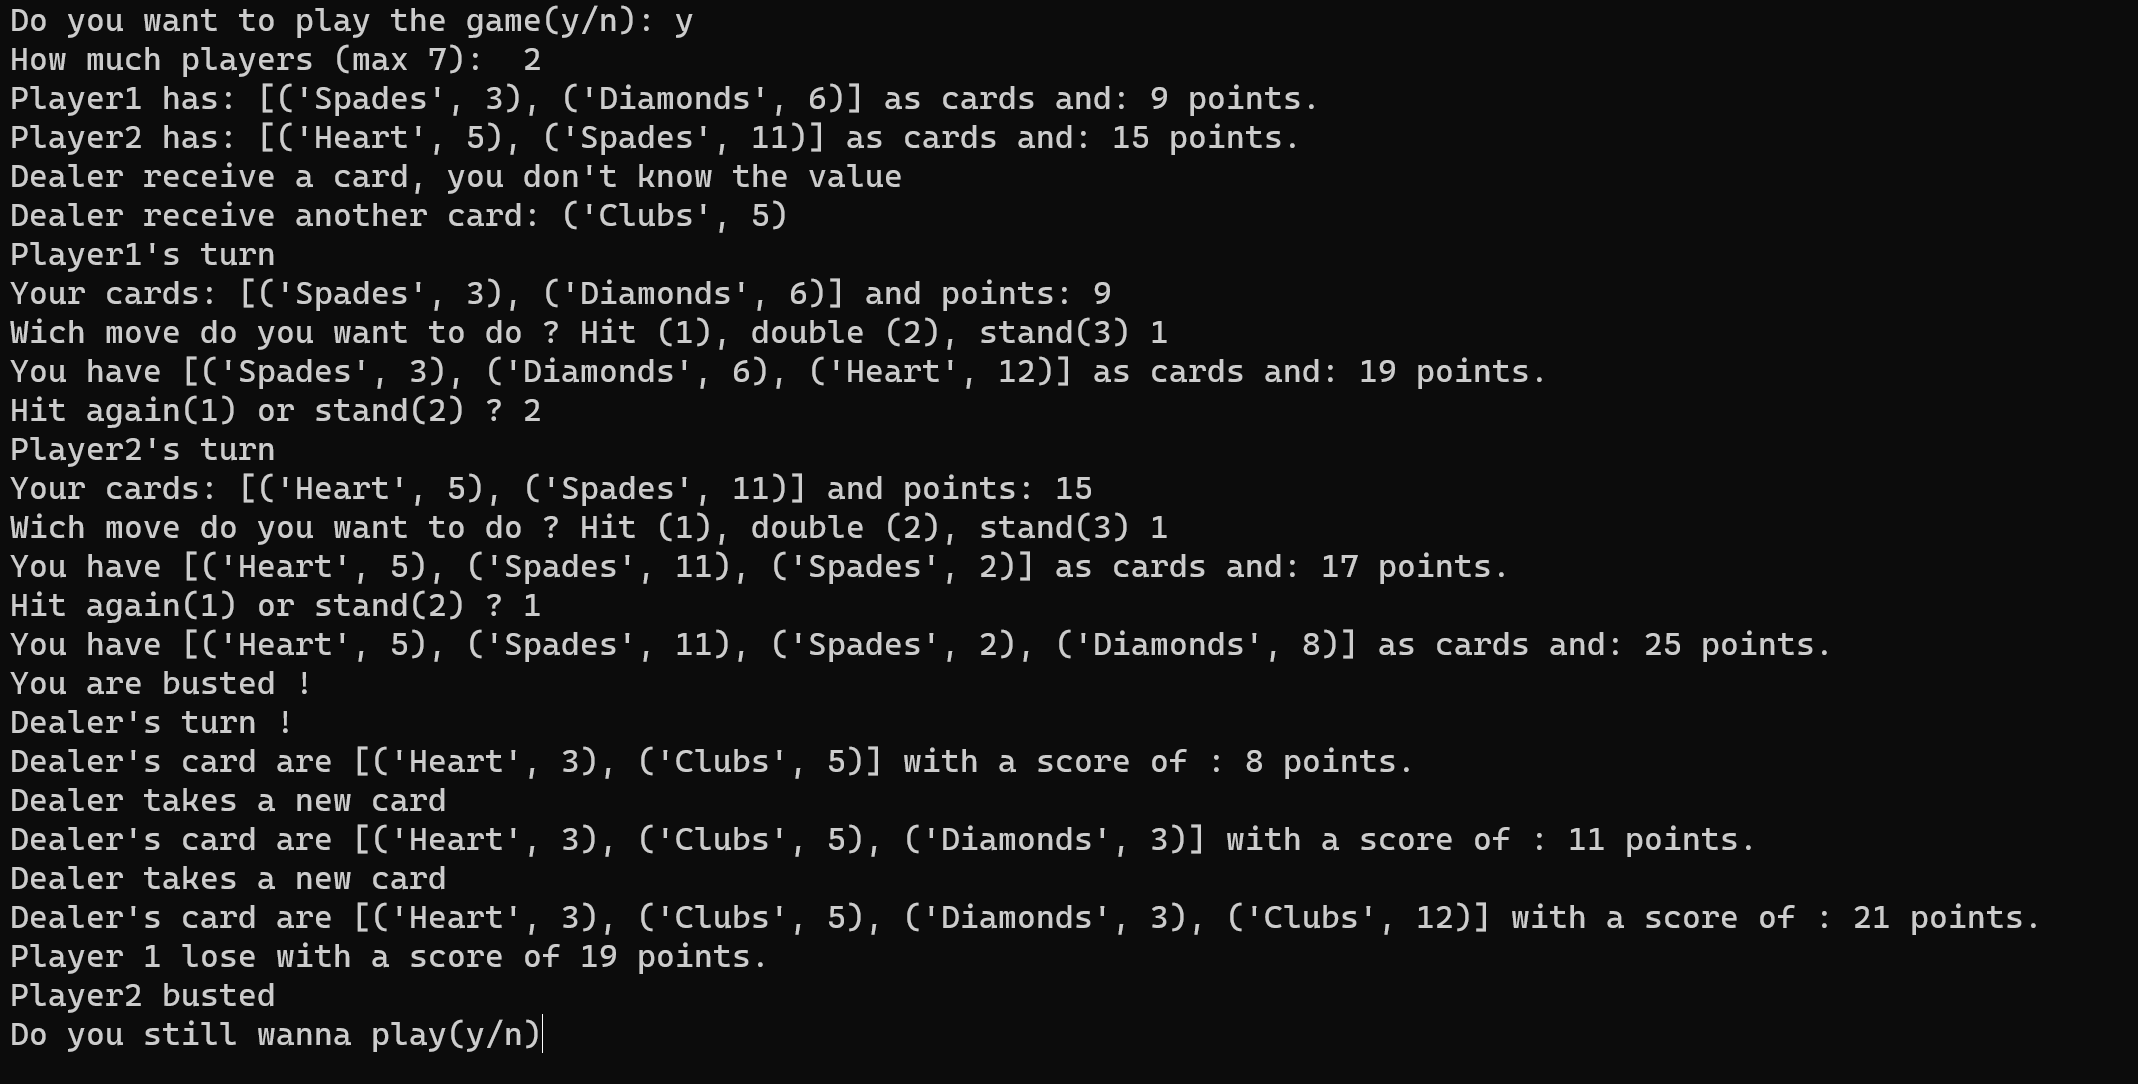 Do you want to play the game(y/n): y
How much players (max 7):  2
Player1 has: [('Spades', 3), ('Diamonds', 6)] as cards and: 9 points.
Player2 has: [('Heart', 5), ('Spades', 11)] as cards and: 15 points.
Dealer receive a card, you don't know the value
Dealer receive another card: ('Clubs', 5)
Player1's turn
Your cards: [('Spades', 3), ('Diamonds', 6)] and points: 9
Wich move do you want to do ? Hit (1), double (2), stand(3) 1
You have [('Spades', 3), ('Diamonds', 6), ('Heart', 12)] as cards and: 19 points.
Hit again(1) or stand(2) ? 2
Player2's turn
Your cards: [('Heart', 5), ('Spades', 11)] and points: 15
Wich move do you want to do ? Hit (1), double (2), stand(3) 1
You have [('Heart', 5), ('Spades', 11), ('Spades', 2)] as cards and: 17 points.
Hit again(1) or stand(2) ? 1
You have [('Heart', 5), ('Spades', 11), ('Spades', 2), ('Diamonds', 8)] as cards and: 25 points.
You are busted !
Dealer's turn !
Dealer's card are [('Heart', 3), ('Clubs', 5)] with a score of : 8 points.
Dealer takes a new card
Dealer's card are [('Heart', 3), ('Clubs', 5), ('Diamonds', 3)] with a score of : 11 points.
Dealer takes a new card
Dealer's card are [('Heart', 3), ('Clubs', 5), ('Diamonds', 3), ('Clubs', 12)] with a score of : 21 points.
Player 1 lose with a score of 19 points.
Player2 busted
Do you still wanna play(y/n)